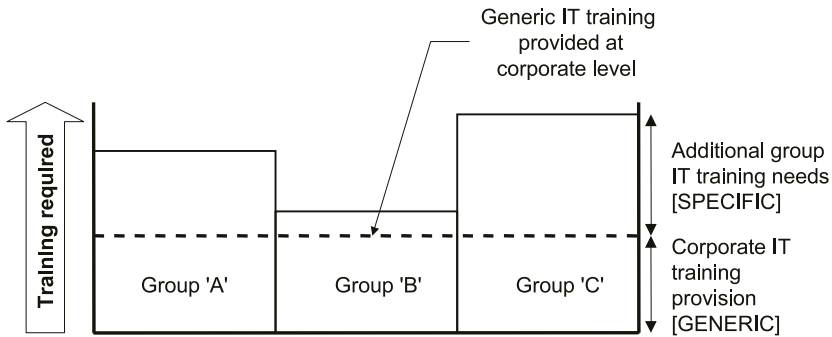 Generic IT training
provided at
corporate level
Training required
Additional group
IT training needs
[SPECIFIC]
Group 'A'
Group 'B'
Group 'C'
Corporate IT
training
provision
[GENERIC]